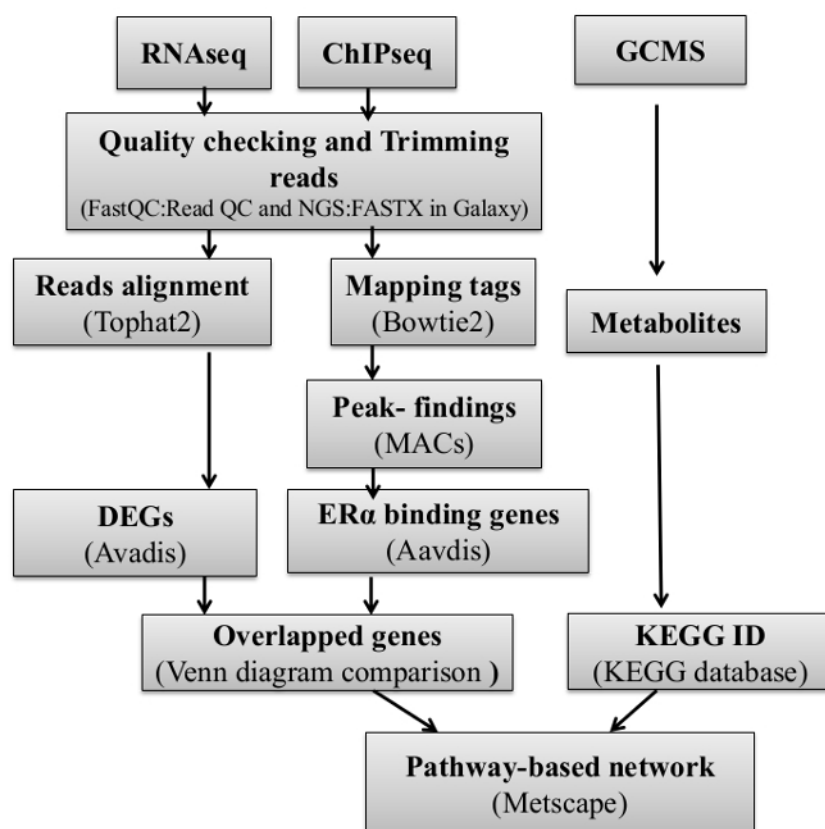 RNAseq
ChIPseq
GCMS
Quality checking and Trimming
reads
(FastQC:Read QC and NGS:FASTX in Galaxy)
Reads alignment
(Tophat2)
Mapping tags
(Bowtie2)
Metabolites
Peak- findings
(MACs)
DEGs
(Avadis)
ERα binding genes
(Aavdis)
Overlapped genes
(Venn diagram comparison )
KEGG ID
(KEGG database)
Pathway-based network
(Metscape)